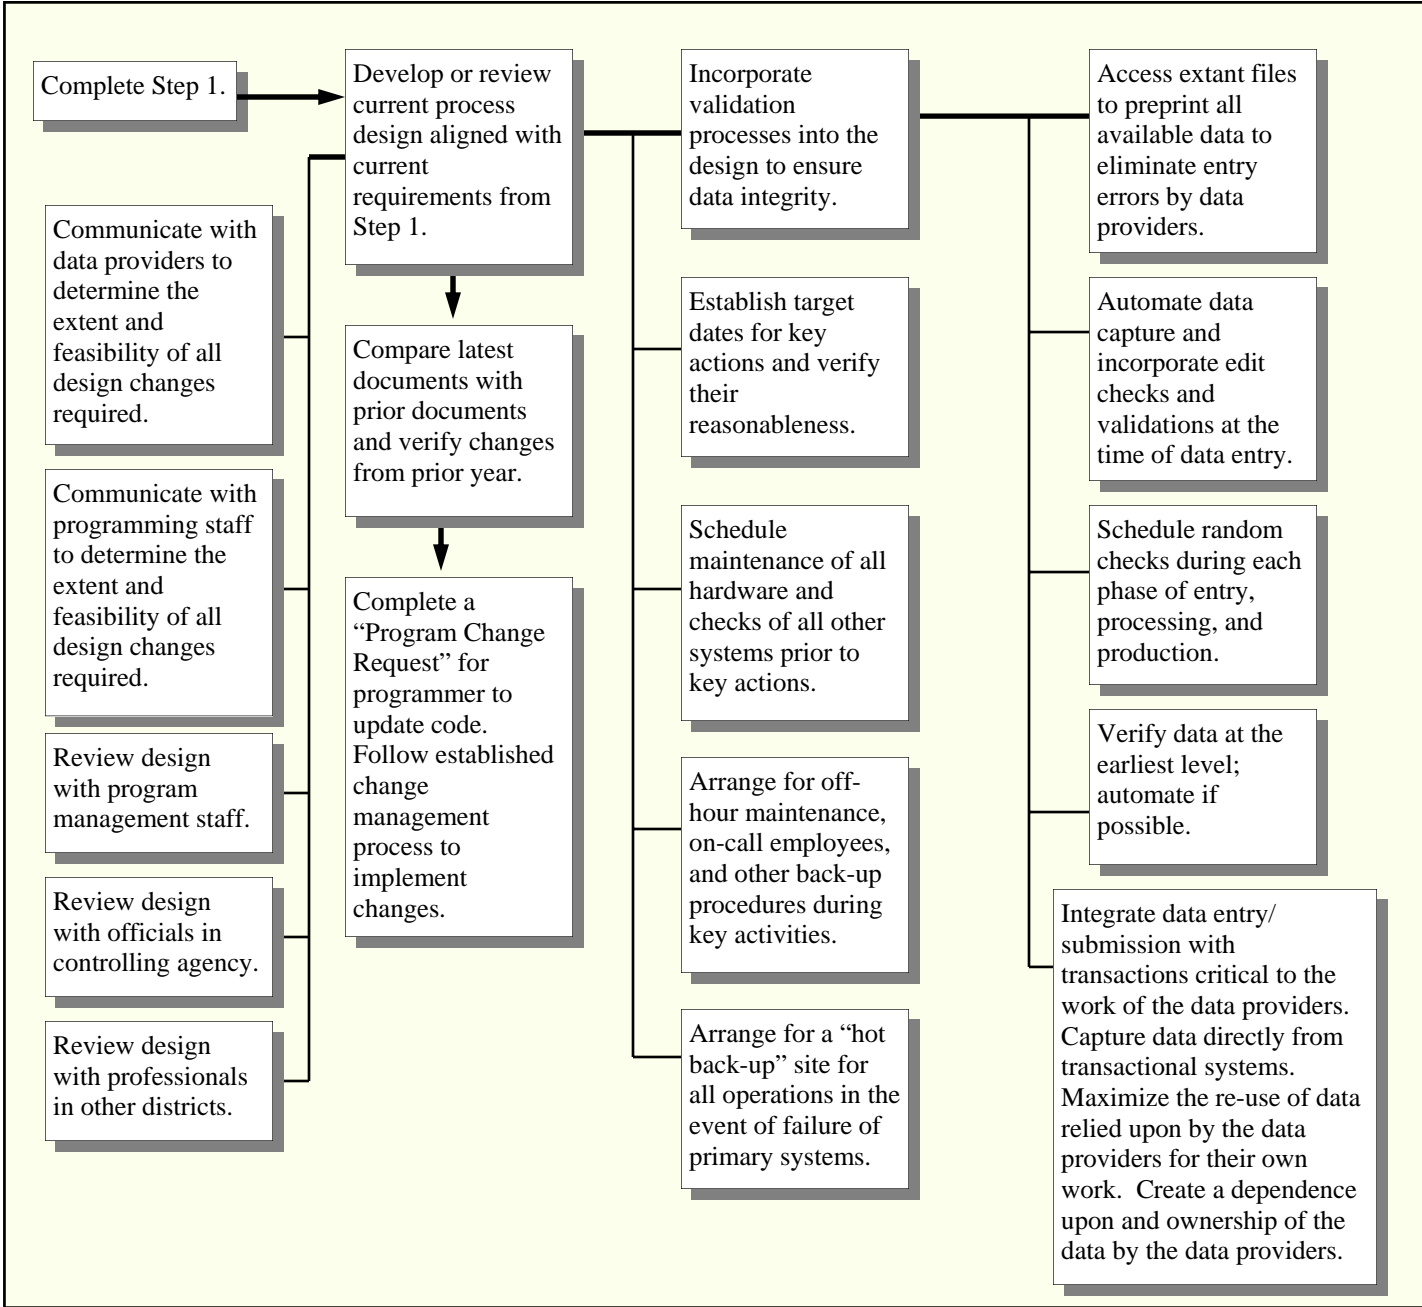 Complete Step 1.
Develop or review
current process
design aligned with
current
requirements from
Step 1.
Incorporate
validation
processes into the
design to ensure
data integrity.
Access extant files
to preprint all
available data to
eliminate entry
errors by data
providers.
Communicate with
data providers to
determine the
extent and
feasibility of all
design changes
required.
Compare latest
documents with
prior documents
and verify changes
from prior year.
Establish target
dates for key
actions and verify
their
reasonableness.
Automate data
capture and
incorporate edit
checks and
validations at the
time of data entry.
Communicate with
programming staff
to determine the
extent and
feasibility of all
design changes
required.
Complete a
“Program Change
Request” for
programmer to
update code.
Follow established
change
management
process to
implement
changes.
Schedule
maintenance of all
hardware and
checks of all other
systems prior to
key actions.
Schedule random
checks during each
phase of entry,
processing, and
production.
Review design
with program
management staff.
Arrange for off-
hour maintenance,
on-call employees,
and other back-up
procedures during
key activities.
Verify data at the
earliest level;
automate if
possible.
Review design
with officials in
controlling agency.
Integrate data entry/
submission with
transactions critical to the
work of the data providers.
Capture data directly from
transactional systems.
Maximize the re-use of data
relied upon by the data
providers for their own
work.  Create a dependence
upon and ownership of the
data by the data providers.
Review design
with professionals
in other districts.
Arrange for a “hot
back-up” site for
all operations in the
event of failure of
primary systems.